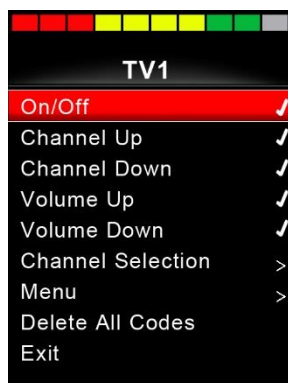 TV1
On/Off ✓
Channel Up ✓
Channel Down ✓
Volume Up ✓
Volume Down ✓
Channel Selection >
Menu >
Delete All Codes
Exit